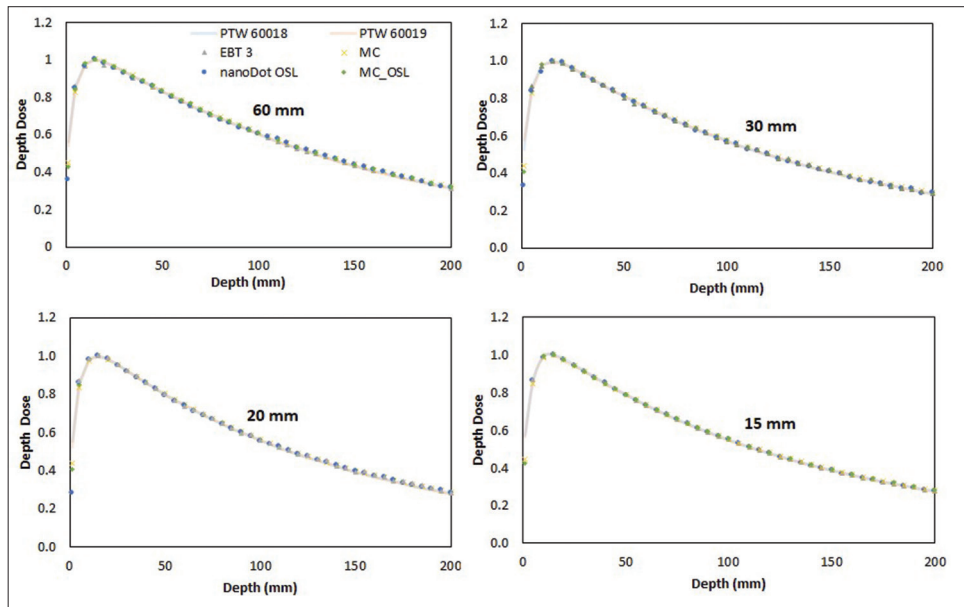 1.2
1
0.8
0.6
0.4
0.2
0
Depth Dose
PTW 60018 PTW 60019
EBT 3 MC
nanoDot OSL MC_OSL
60 mm
0 50 100 150 200
Depth (mm)
1.2
1.0
0.8
0.6
0.4
0.2
0.0
Depth Dose
30 mm
0 50 100 150 200
Depth (mm)
1.2
1.0
0.8
0.6
0.4
0.2
0.0
Depth Dose
20 mm
0 50 100 150 200
Depth (mm)
1.2
1.0
0.8
0.6
0.4
0.2
0.0
Depth Dose
15 mm
0 50 100 150 200
Depth (mm)